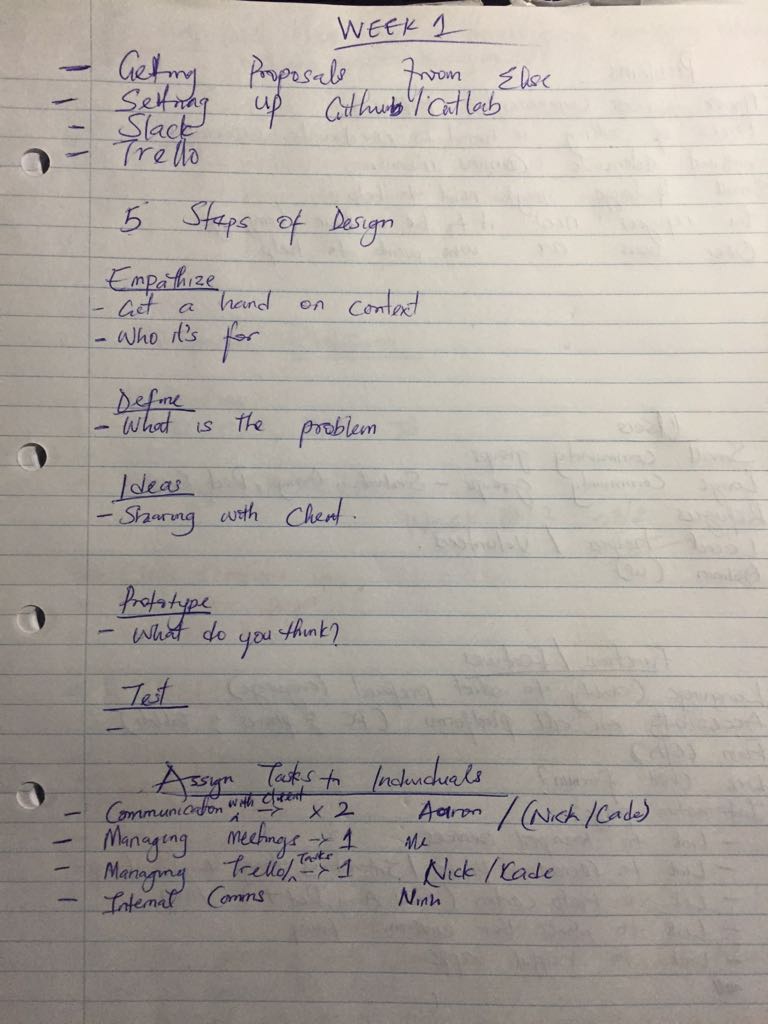 WEEK 1
- Getting Proposals from Else
- Setting up Github/Gitlab
- Slack
- Trello
5 Steps of Design
Empathize
- Get a hand on context
- Who it's for
Define
- What is the problem
Ideas
- Sharing with Client.
Prototype
- What do you think?
Test
-
Assign Tasks to Individuals
- Communication with client -> x 2 Aaron / (Nick/Cade)
- Managing Meetings -> 1 Me
- Managing Trello/Tasks -> 1 Nick/Kade
- Internal Comms Ninh